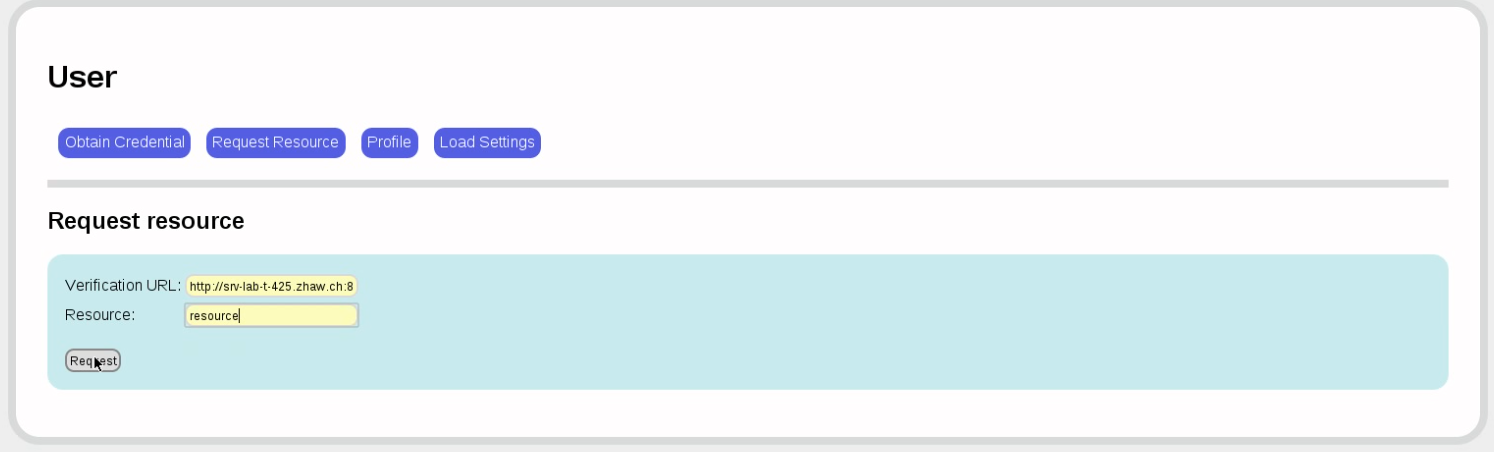 User
Obtain Credential Request Resource Profile Load Settings
Request resource
Verification URL: http://srv-lab-t-425.zhaw.ch:8
Resource: resource
Request